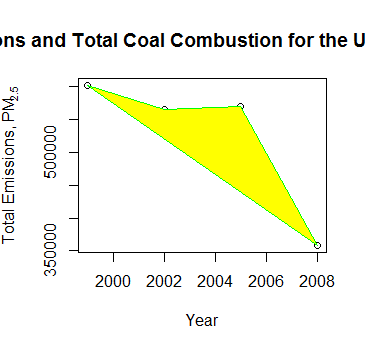 ons and Total Coal Combustion for the U
Total Emissions, PM2.5
500000
350000
2000 2002 2004 2006 2008
Year